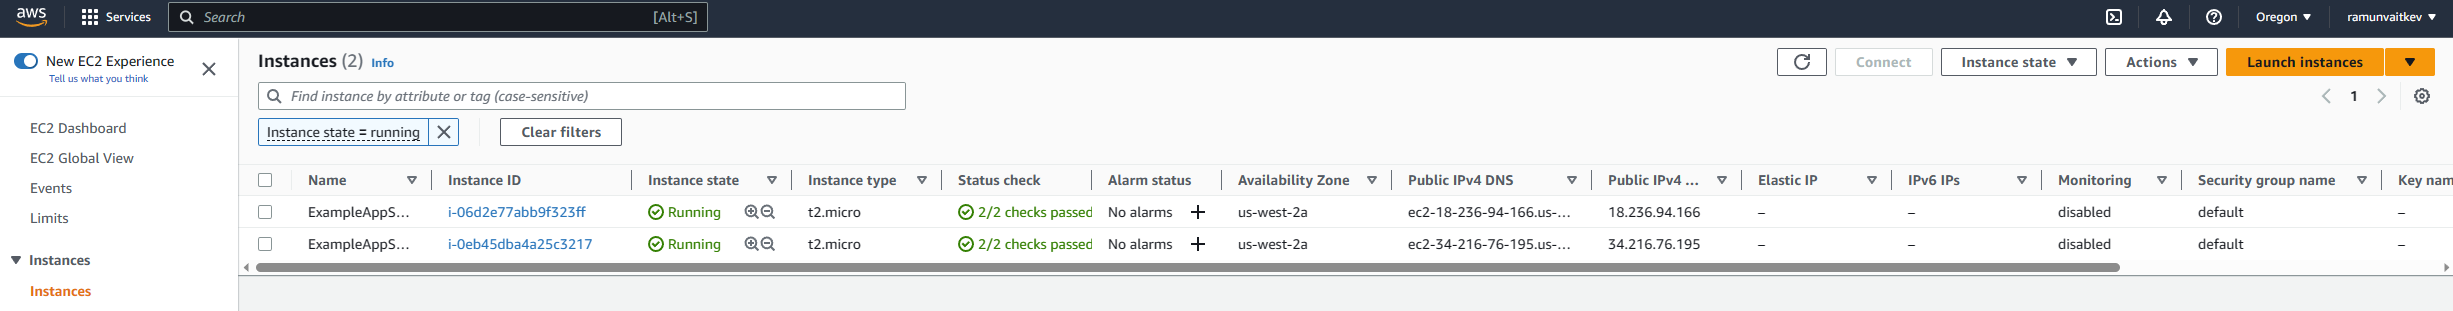 aws Services Search [Alt+S] Oregon ▼ ramunvaitkev ▼
New EC2 Experience
Tell us what you think
EC2 Dashboard
EC2 Global View
Events
Limits
▼ Instances
Instances
Instances (2) Info
Connect Instance state ▼ Actions ▼ Launch instances ▼
Find instance by attribute or tag (case-sensitive)
1
Instance state = running Clear filters
Name Instance ID Instance state Instance type Status check Alarm status Availability Zone Public IPv4 DNS Public IPv4 ... Elastic IP IPv6 IPs Monitoring Security group name Key nam
ExampleAppS... i-06d2e77abb9f323ff Running t2.micro 2/2 checks passed No alarms + us-west-2a ec2-18-236-94-166.us-... 18.236.94.166 – – disabled default –
ExampleAppS... i-0eb45dba4a25c3217 Running t2.micro 2/2 checks passed No alarms + us-west-2a ec2-34-216-76-195.us-... 34.216.76.195 – – disabled default –